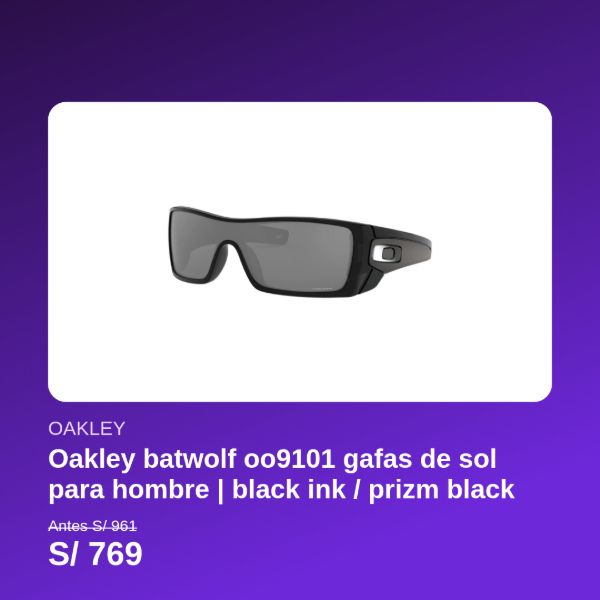 OAKLEY
Oakley batwolf oo9101 gafas de sol
para hombre | black ink / prizm black
Antes S/ 961
S/ 769